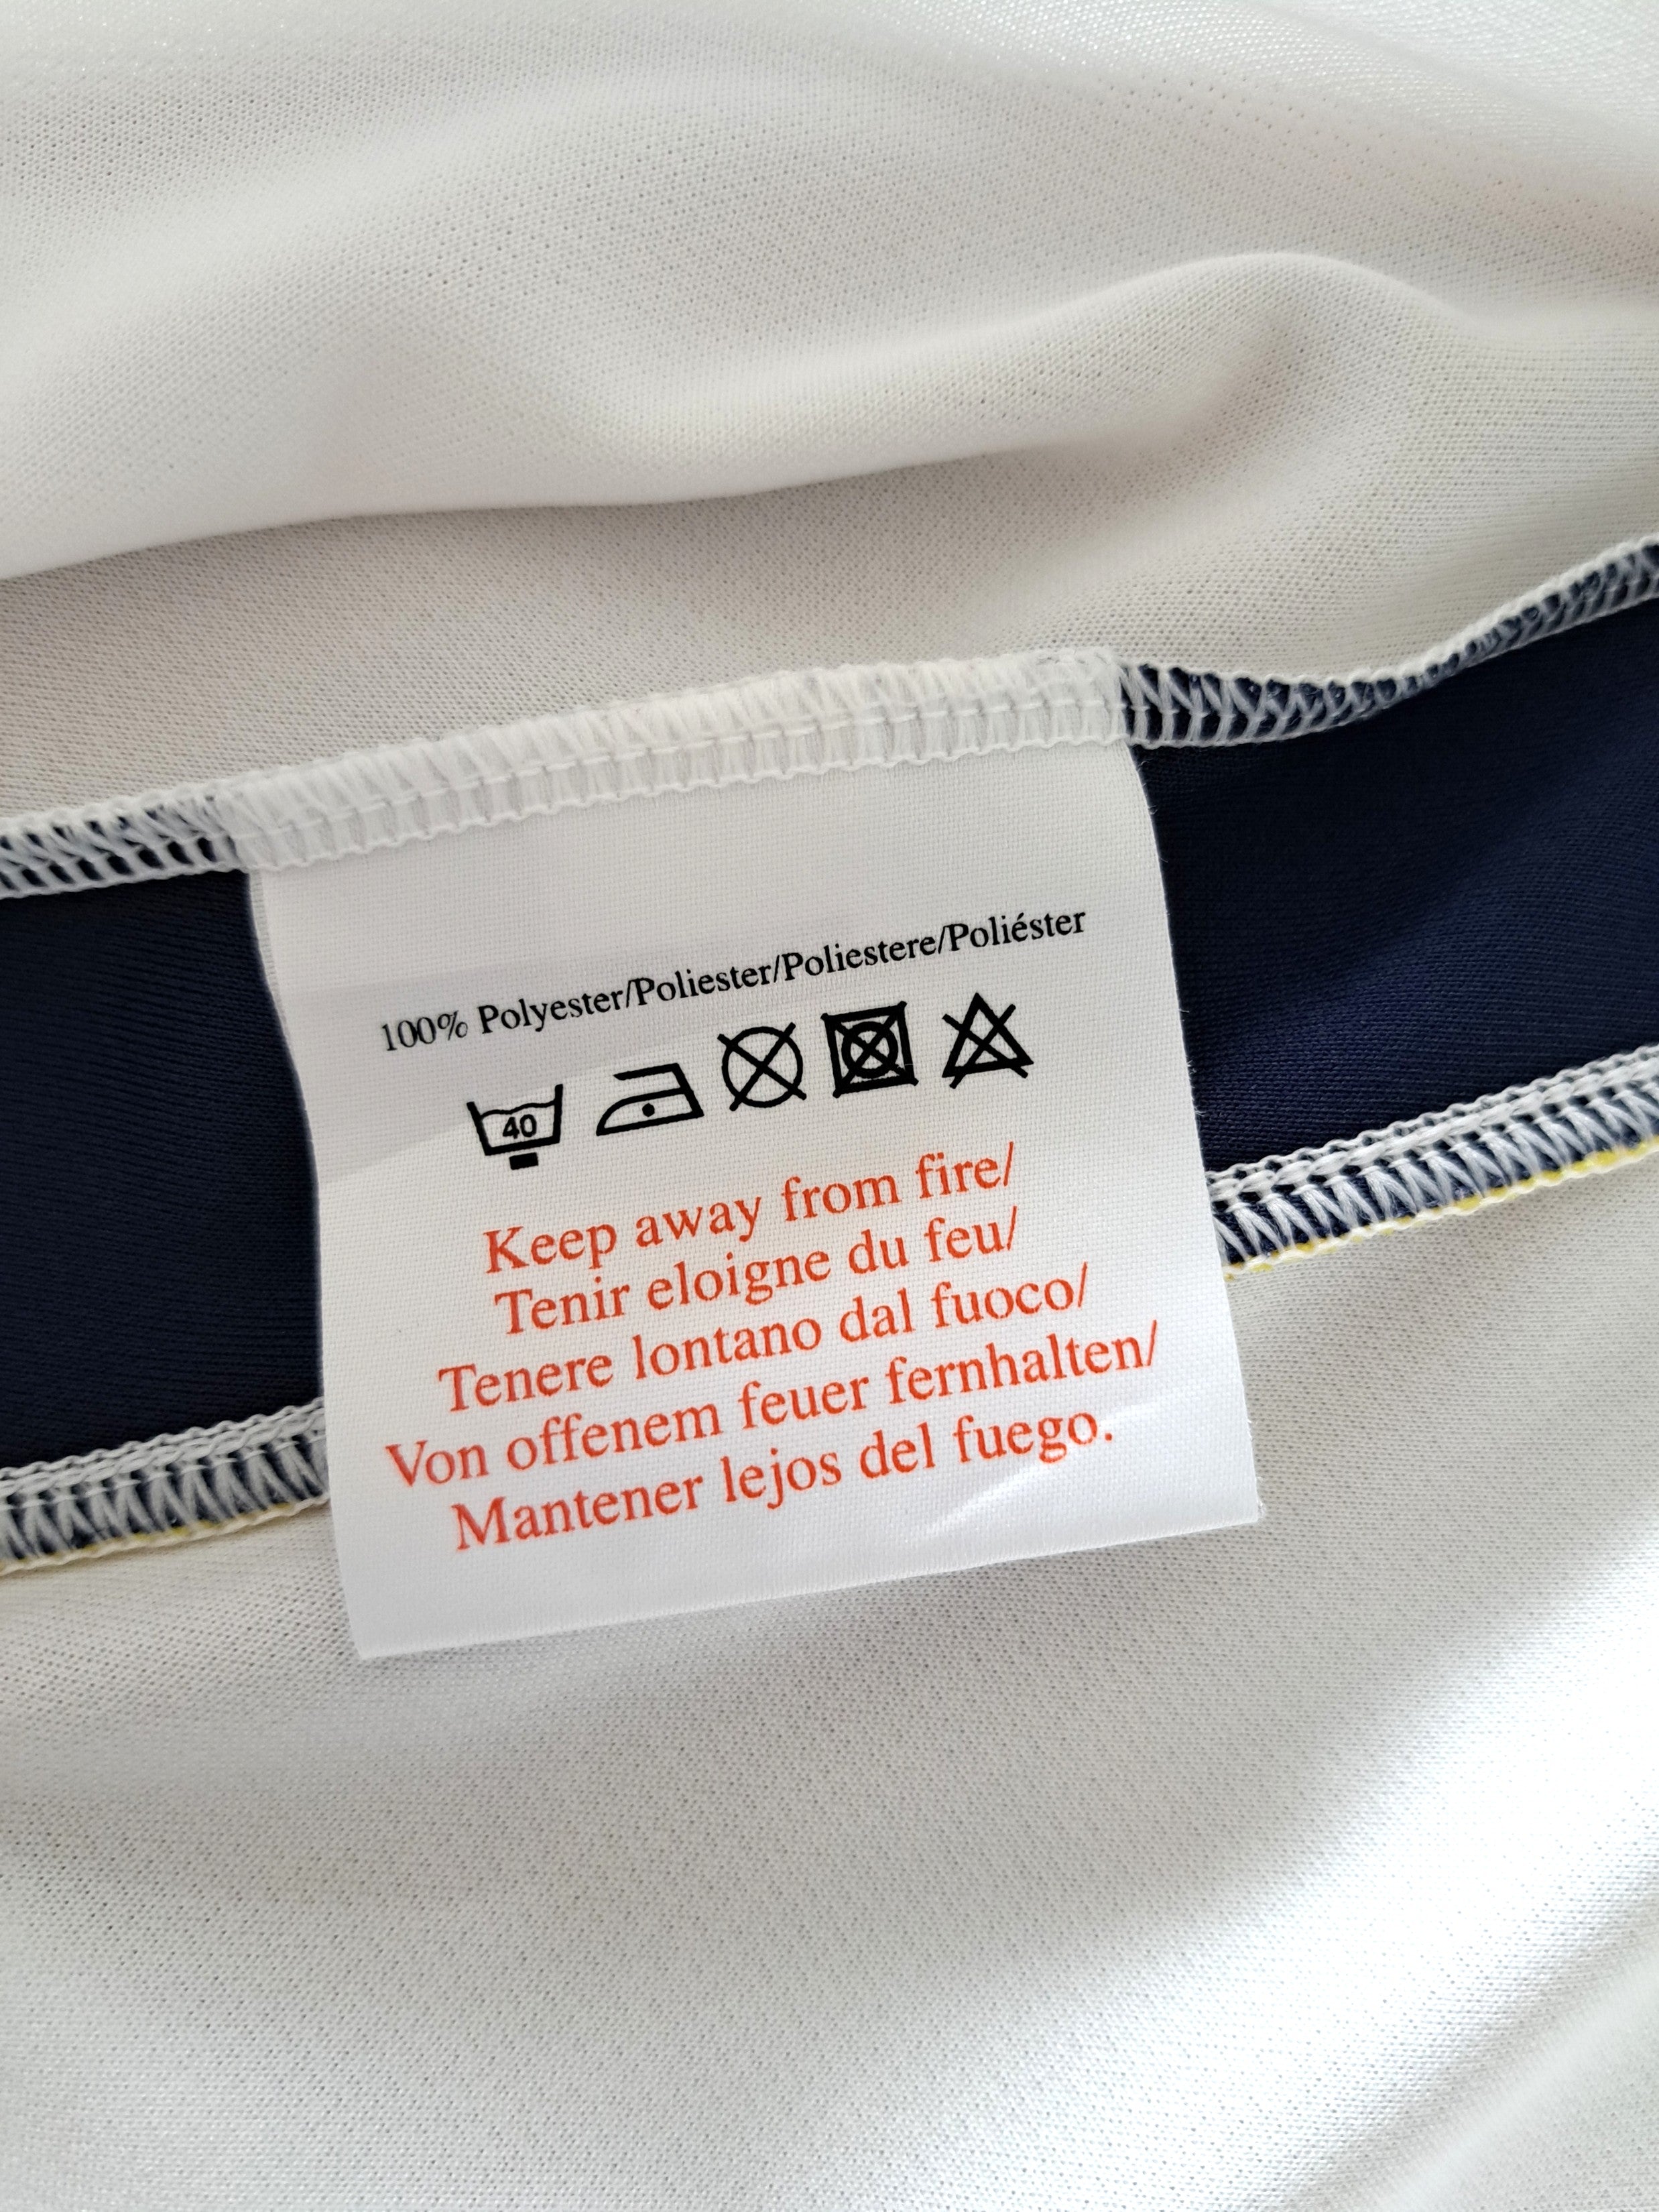 100% Polyester/Poliester/Poliestere/Poliéster
40
Keep away from fire/
Tenir eloigne du feu/
Tenere lontano dal fuoco/
Von offenem feuer fernhalten/
Mantener lejos del fuego.